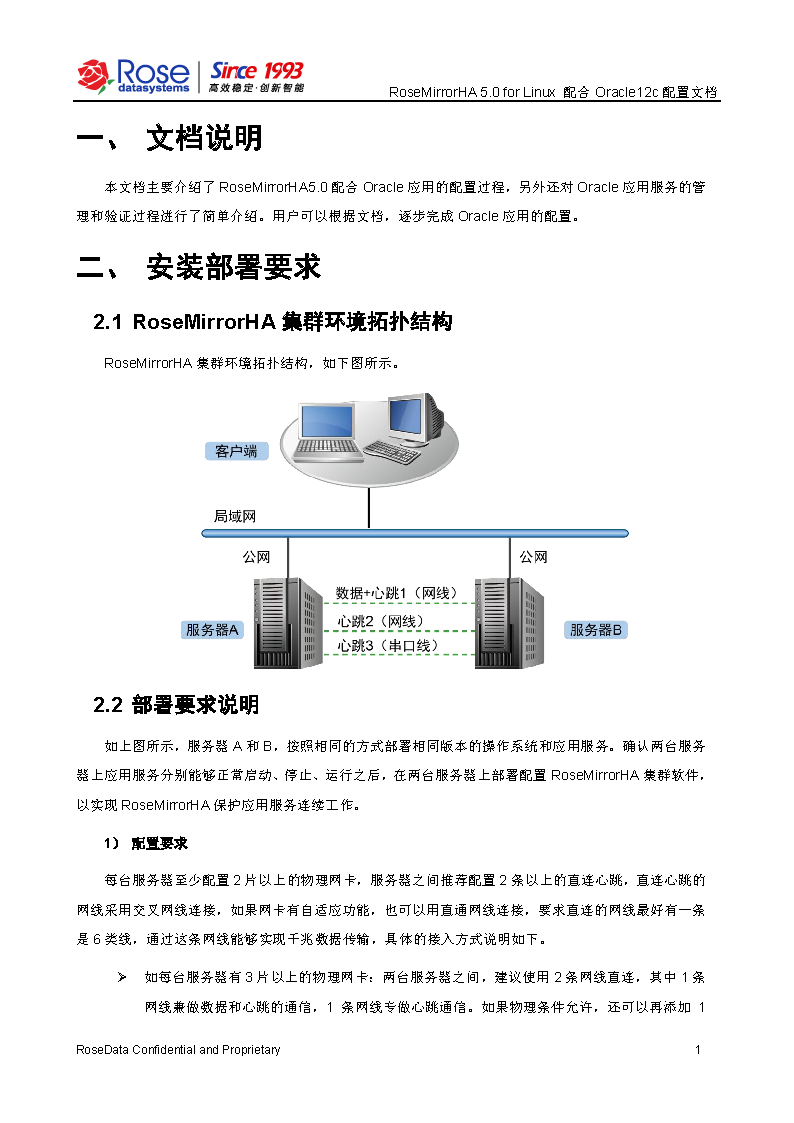 Rose
datasystems
Since 1993
高效稳定·创新智能
RoseMirrorHA 5.0 for Linux 配合 Oracle12c 配置文档
一、 文档说明
本文档主要介绍了 RoseMirrorHA5.0 配合 Oracle 应用的配置过程，另外还对 Oracle 应用服务的管
理和验证过程进行了简单介绍。用户可以根据文档，逐步完成 Oracle 应用的配置。
二、 安装部署要求
2.1 RoseMirrorHA 集群环境拓扑结构
RoseMirrorHA 集群环境拓扑结构，如下图所示。
客户端
局域网
公网
公网
数据+心跳1（网线）
心跳2（网线）
心跳3（串口线）
服务器A
服务器B
2.2 部署要求说明
如上图所示，服务器 A 和 B，按照相同的方式部署相同版本的操作系统和应用服务。确认两台服务
器上应用服务分别能够正常启动、停止、运行之后，在两台服务器上部署配置 RoseMirrorHA 集群软件，
以实现 RoseMirrorHA 保护应用服务连续工作。
1） 配置要求
每台服务器至少配置 2 片以上的物理网卡，服务器之间推荐配置 2 条以上的直连心跳，直连心跳的
网线采用交叉网线连接，如果网卡有自适应功能，也可以用直通网线连接，要求直连的网线最好有一条
是 6 类线，通过这条网线能够实现千兆数据传输，具体的接入方式说明如下。
➢ 如每台服务器有 3 片以上的物理网卡：两台服务器之间，建议使用 2 条网线直连，其中 1 条
网线兼做数据和心跳的通信，1 条网线专做心跳通信。如果物理条件允许，还可以再添加 1
RoseData Confidential and Proprietary
1